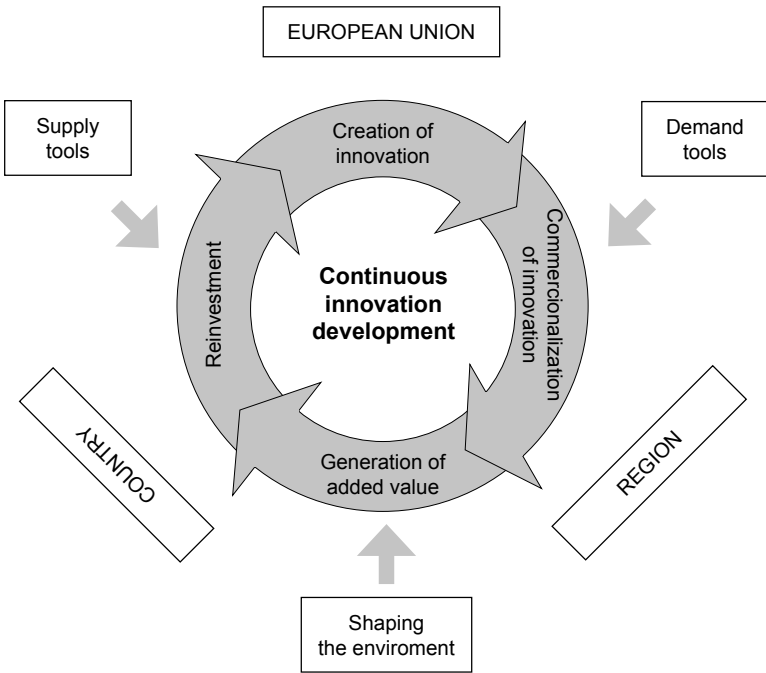 EUROPEAN UNION
Supply
tools
Creation of
innovation
Demand
tools
Reinvestment
Continuous
innovation
development
Commercionalization
of innovation
COUNTRY
Generation of
added value
REGION
Shaping
the enviroment